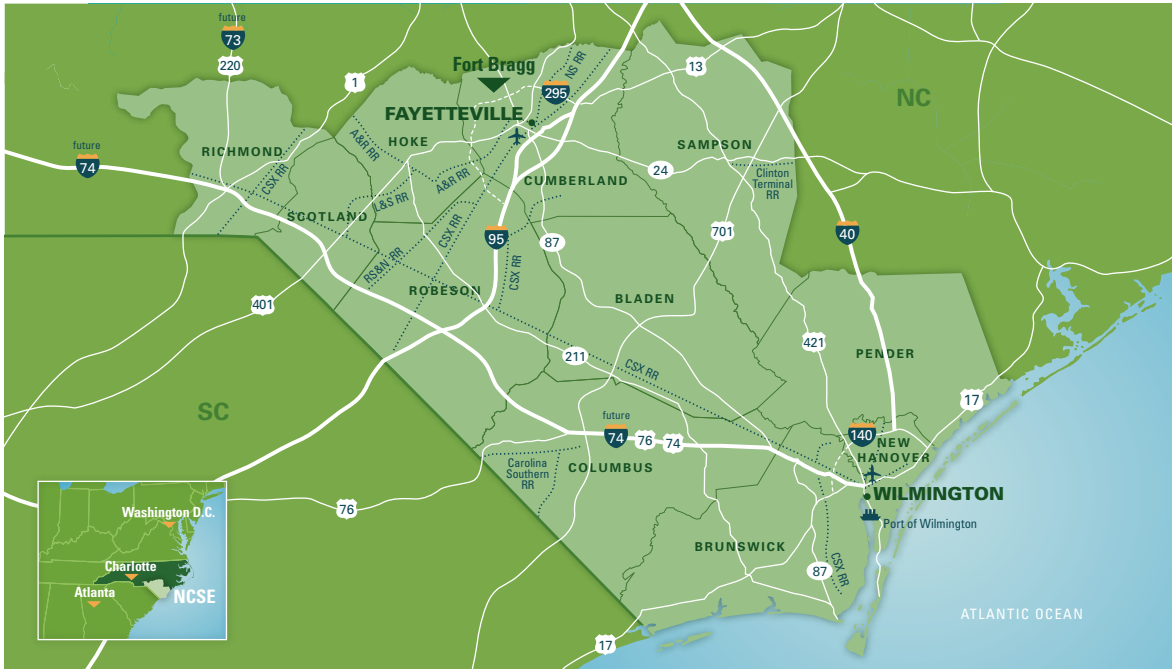 future
73
220
1
Fort Bragg
NS RR
295
13
NC
FAYETTEVILLE
A&R RR
HOKE
SAMPSON
future
74
RICHMOND
CSX RR
24
Clinton
Terminal
RR
A&R RR
CUMBERLAND
L&S RR
SCOTLAND
CSX RR
95
87
701
40
RS&N RR
CSX RR
ROBESON
BLADEN
401
421
PENDER
211
CSX RR
SC
17
future
74
76
74
140
NEW
HANOVER
Carolina
Southern
RR
COLUMBUS
WILMINGTON
76
Port of Wilmington
Washington D.C.
BRUNSWICK
Charlotte
87
CSX RR
Atlanta
NCSE
ATLANTIC OCEAN
17